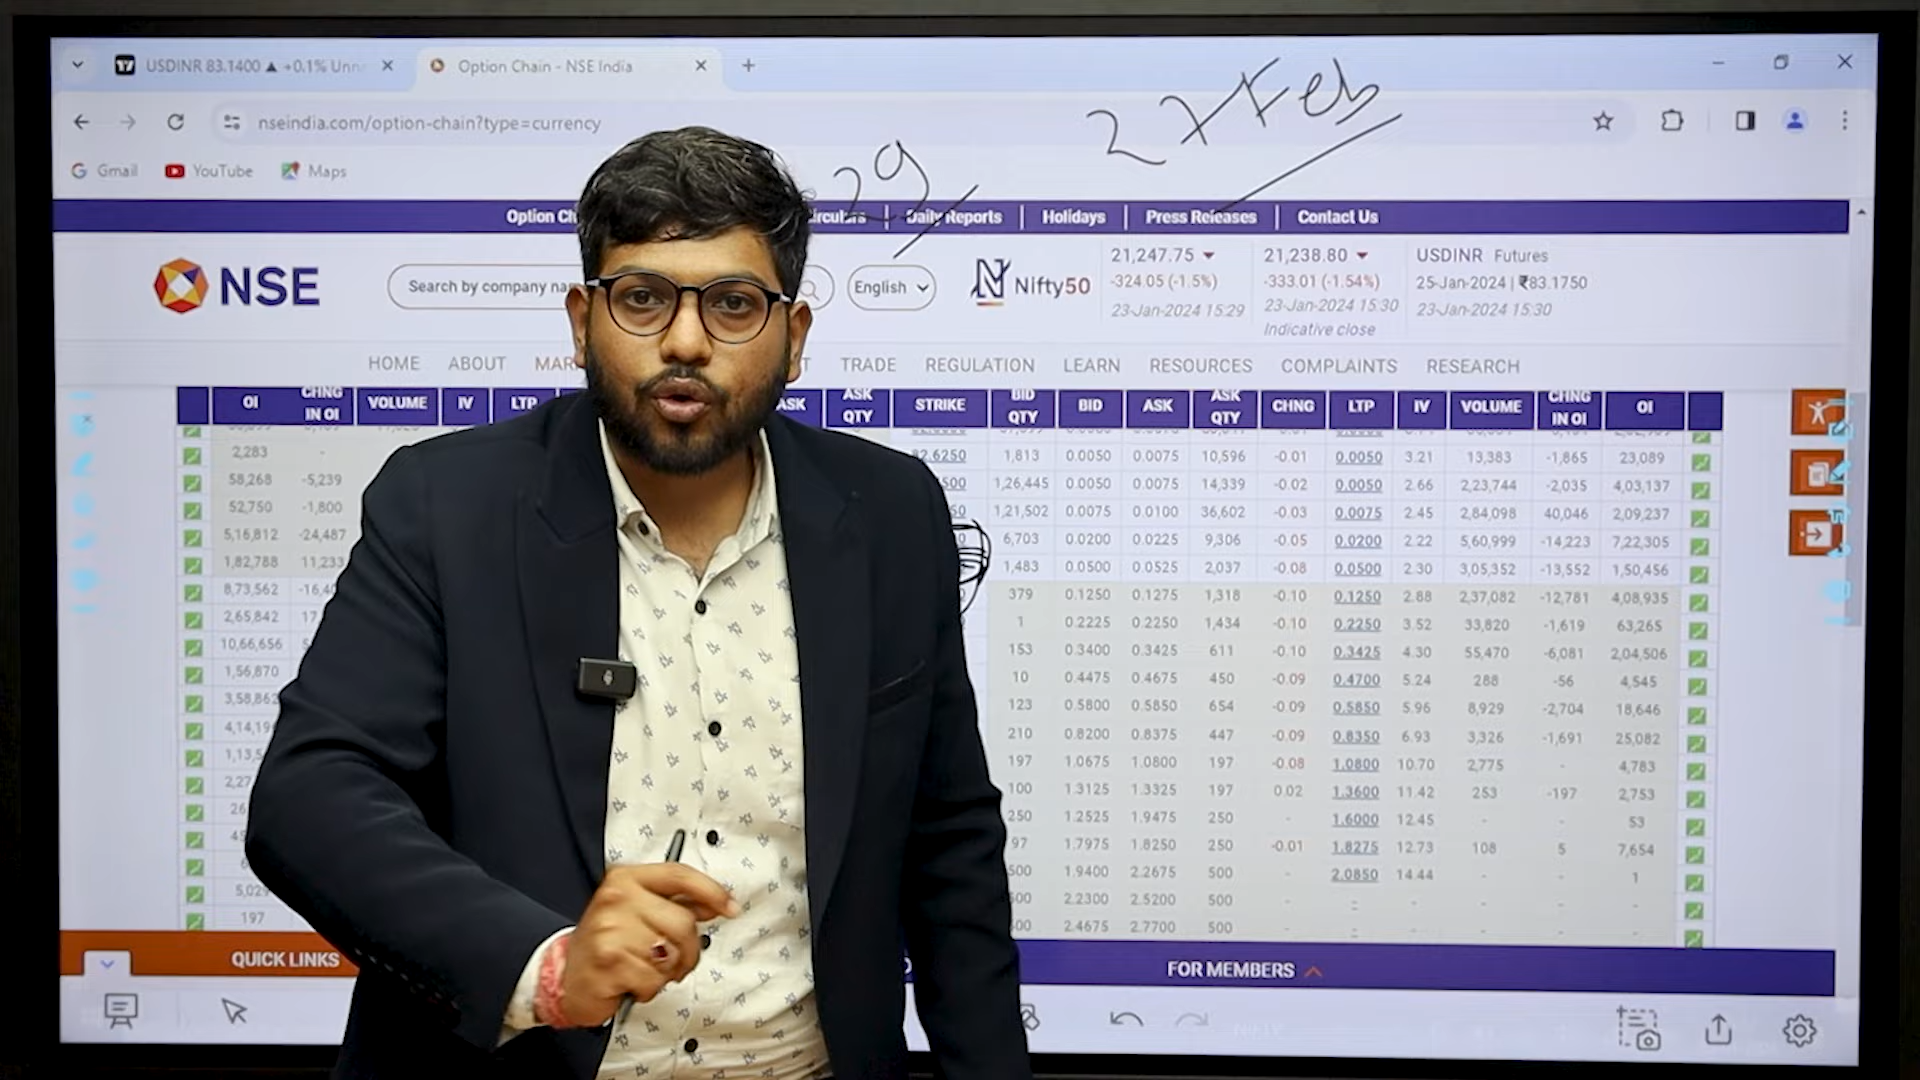 USDINR 83.1400 ▲ +0.1% Unn
Option Chain - NSE India
27 Feb
nseindia.com/option-chain?type=currency
29
Gmail YouTube Maps
Daily Reports | Holidays | Press Releases | Contact Us
NSE
Search by company
English
Nifty50
21,247.75 ▼
-324.05 (-1.5%)
23-Jan-2024 15:29
21,238.80 ▼
-333.01 (-1.54%)
23-Jan-2024 15:30
Indicative close
USDINR Futures
25-Jan-2024 | ₹83.1750
23-Jan-2024 15:30
HOME ABOUT TRADE REGULATION LEARN RESOURCES COMPLAINTS RESEARCH
OI CHNG IN OI VOLUME IV LTP ASK ASK QTY STRIKE BID QTY BID ASK ASK QTY CHNG LTP IV VOLUME CHNG IN OI OI
2,283 - 82.6250 1,813 0.0050 0.0075 10,596 -0.01 0.0050 3.21 13,383 -1,865 23,089
58,268 -5,239 1,26,445 0.0050 0.0075 14,339 -0.02 0.0050 2.66 2,23,744 -2,035 4,03,137
52,750 -1,800 1,21,502 0.0075 0.0100 36,602 -0.03 0.0075 2.45 2,84,098 40,046 2,09,237
5,16,812 -24,487 6,703 0.0200 0.0225 9,306 -0.05 0.0200 2.22 5,60,999 -14,223 7,22,305
1,82,788 11,233 1,483 0.0500 0.0525 2,037 -0.08 0.0500 2.30 3,05,352 -13,552 1,50,456
8,73,562 379 0.1250 0.1275 1,318 -0.10 0.1250 2.88 2,37,082 -12,781 4,08,935
2,65,842 1 0.2225 0.2250 1,434 -0.10 0.2250 3.52 33,820 -1,619 63,265
10,66,656 153 0.3400 0.3425 611 -0.10 0.3425 4.30 55,470 -6,081 2,04,506
1,56,870 10 0.4475 0.4675 450 -0.09 0.4700 5.24 288 -56 4,545
3,58,862 123 0.5800 0.5850 654 -0.09 0.5850 5.96 8,929 -2,704 18,646
210 0.8200 0.8375 447 -0.09 0.8350 6.93 3,326 -1,691 25,082
197 1.0675 1.0800 197 -0.08 1.0800 10.70 2,775 - 4,783
100 1.3125 1.3325 197 0.02 1.3600 11.42 253 -197 2,753
250 1.2525 1.9475 250 - 1.6000 12.45 - - 53
97 1.7975 1.8250 250 -0.01 1.8275 12.73 108 5 7,654
500 1.9400 2.2675 500 - 2.0850 14.44 - - 1
5,029 2.2300 2.5200 500 - - - - - -
197 2.4675 2.7700 500 - - - - - -
QUICK LINKS
FOR MEMBERS